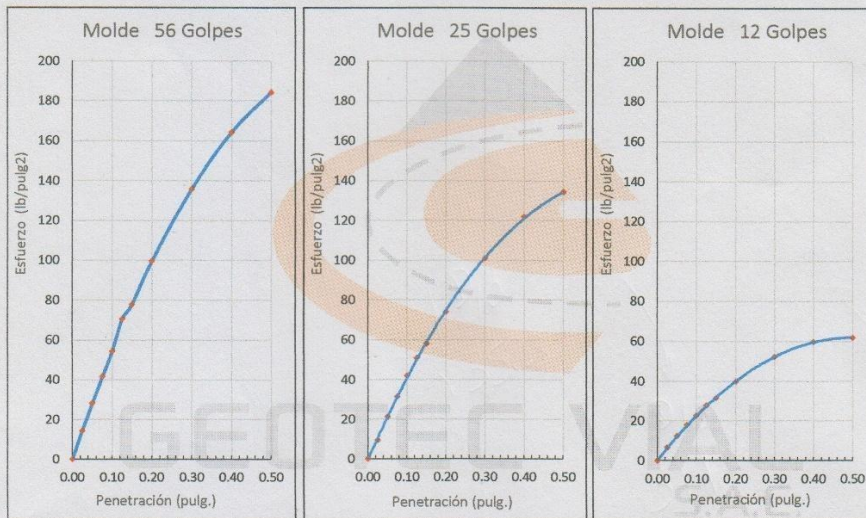 Molde 56 Golpes
200
180
160
140
120
100
80
60
40
20
0
Esfuerzo (lb/pulg2)
0.00 0.10 0.20 0.30 0.40 0.50
Penetración (pulg.)
Molde 25 Golpes
200
180
160
140
120
100
80
60
40
20
0
Esfuerzo (lb/pulg2)
0.00 0.10 0.20 0.30 0.40 0.50
Penetración (pulg.)
Molde 12 Golpes
200
180
160
140
120
100
80
60
40
20
0
Esfuerzo (lb/pulg2)
0.00 0.10 0.20 0.30 0.40 0.50
Penetración (pulg.)
GEOTEC VIAL
S.A.C.